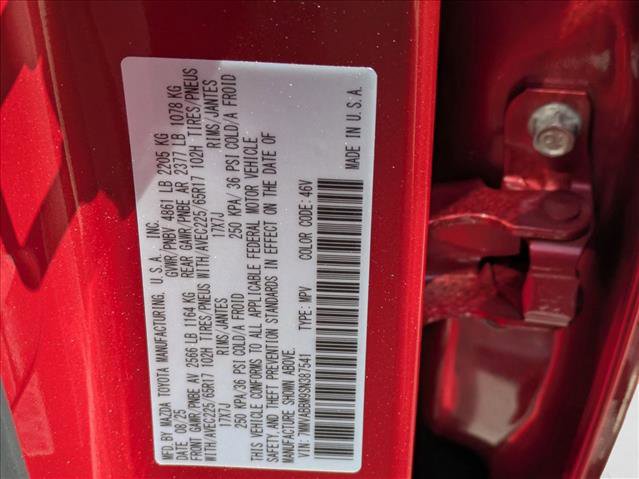 MFD.BY MAZDA TOYOTA MANUFACTURING, U.S.A., INC.
DATE 08/25 GVWR/PNBV 4861 LB 2205 KG
FRONT GAWR/PNBE AV 2566 LB 1164 KG REAR GAWR/PNBE AR 2377 LB 1078 KG
WITH/AVEC225/65R17 102H TIRES/PNEUS WITH/AVEC225/65R17 102H TIRES/PNEUS
17X7J RIMS/JANTES 17X7J RIMS/JANTES
250 KPA/36 PSI COLD/A FROID 250 KPA/36 PSI COLD/A FROID
THIS VEHICLE CONFORMS TO ALL APPLICABLE FEDERAL MOTOR VEHICLE
SAFETY,AND THEFT PREVENTION STANDARDS IN EFFECT ON THE DATE OF
MANUFACTURE SHOWN ABOVE.
VIN: 7MMVABBM9SN387541 TYPE: MPV COLOR CODE: 46V MADE IN U.S.A.